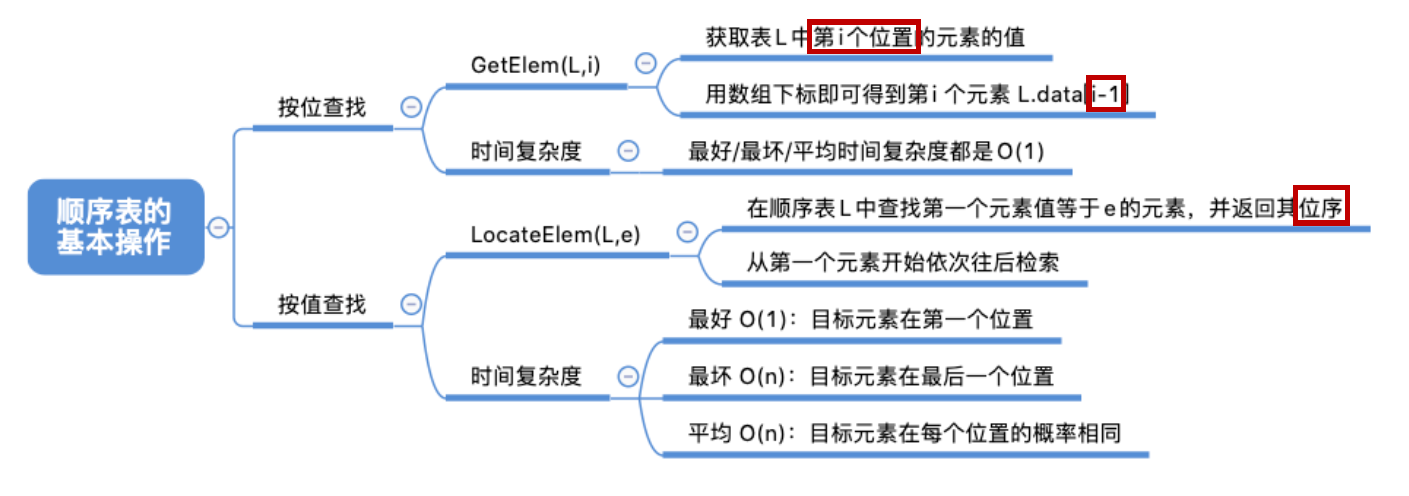 获取表L中第i个位置的元素的值
GetElem(L,i)
用数组下标即可得到第i个元素 L.data[i-1]
按位查找
时间复杂度
最好/最坏/平均时间复杂度都是O(1)
顺序表的
基本操作
在顺序表L中查找第一个元素值等于e的元素，并返回其位序
LocateElem(L,e)
从第一个元素开始依次往后检索
按值查找
最好 O(1)：目标元素在第一个位置
时间复杂度
最坏 O(n)：目标元素在最后一个位置
平均 O(n)：目标元素在每个位置的概率相同